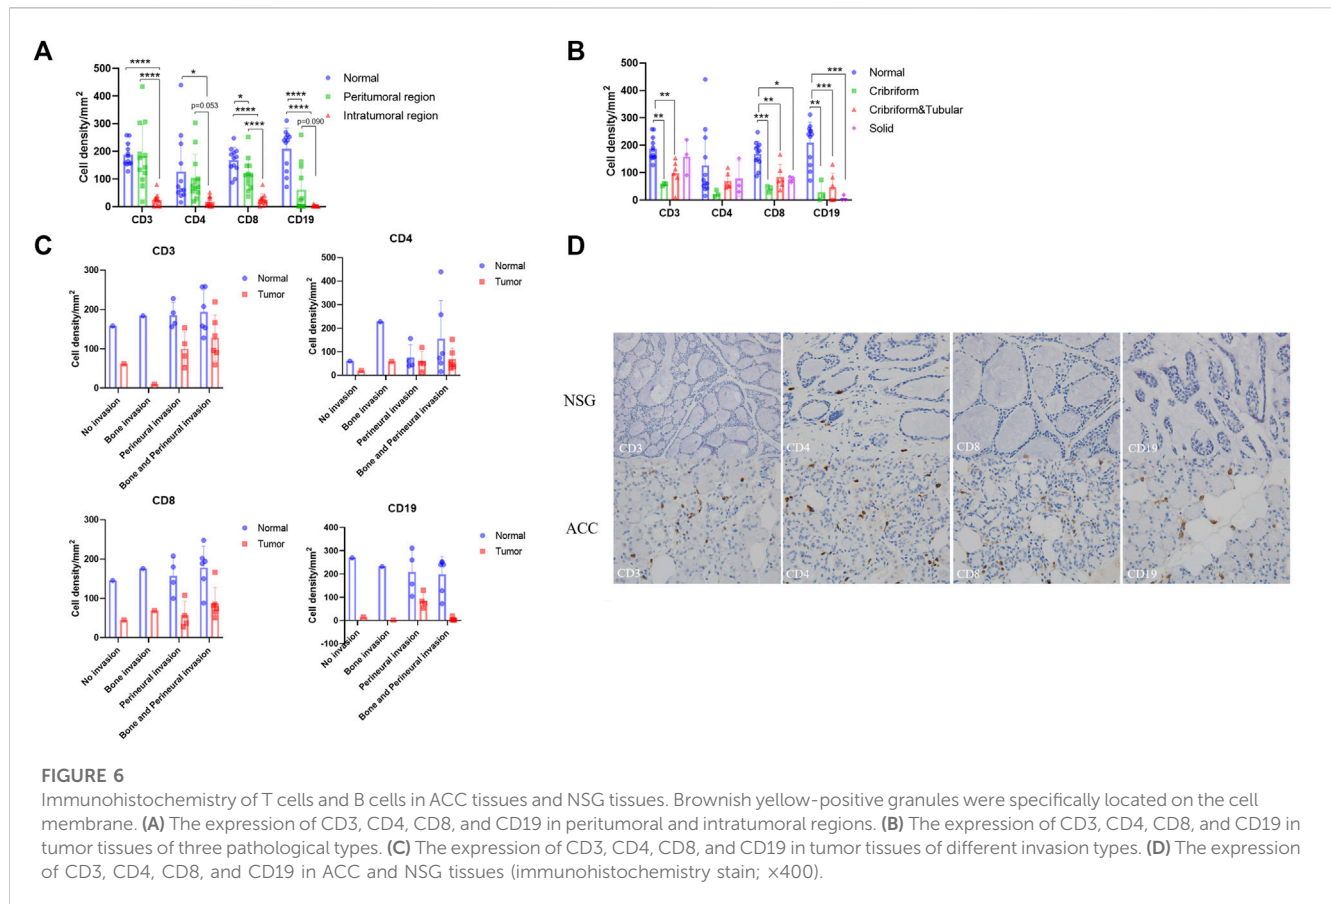 A
500
400
300
200
100
0
Cell density/mm²
****
****
*
p=0.053
*
****
****
****
****
p=0.090
CD3 CD4 CD8 CD19
Normal
Peritumoral region
Intratumoral region
B
500
400
300
200
100
0
Cell density/mm²
**
**
***
**
*
**
***
***
CD3 CD4 CD8 CD19
Normal
Cribriform
Cribriform&Tubular
Solid
C
CD3
300
200
100
0
Cell density/mm²
No invasion
Bone invasion
Perineural invasion
Bone and Perineural invasion
Normal
Tumor
CD4
500
400
300
200
100
0
Cell density/mm²
No invasion
Bone invasion
Perineural invasion
Bone and Perineural invasion
Normal
Tumor
CD8
300
200
100
0
Cell density/mm²
No invasion
Bone invasion
Perineural invasion
Bone and Perineural invasion
Normal
Tumor
CD19
400
300
200
100
0
-100
Cell density/mm²
No invasion
Bone invasion
Perineural invasion
Bone and Perineural invasion
Normal
Tumor
D
NSG
CD3 CD4 CD8 CD19
ACC
CD3 CD4 CD8 CD19
FIGURE 6
Immunohistochemistry of T cells and B cells in ACC tissues and NSG tissues. Brownish yellow-positive granules were specifically located on the cell
membrane. (A) The expression of CD3, CD4, CD8, and CD19 in peritumoral and intratumoral regions. (B) The expression of CD3, CD4, CD8, and CD19 in
tumor tissues of three pathological types. (C) The expression of CD3, CD4, CD8, and CD19 in tumor tissues of different invasion types. (D) The expression
of CD3, CD4, CD8, and CD19 in ACC and NSG tissues (immunohistochemistry stain; ×400).